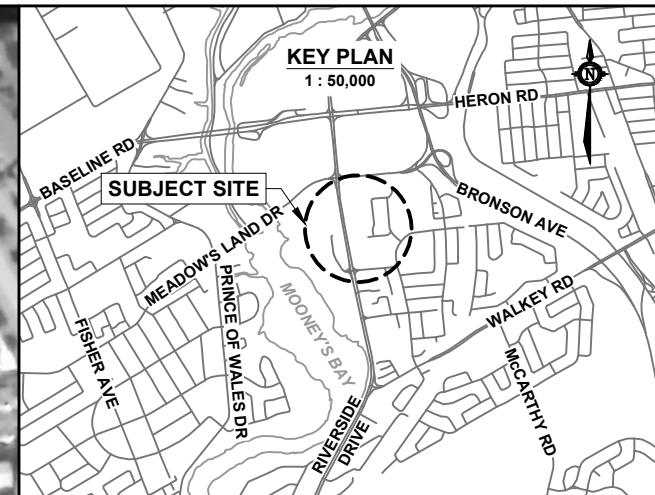 KEY PLAN
1 : 50,000
N
HERON RD
BASELINE RD
SUBJECT SITE
BRONSON AVE
MEADOW'S LAND DR
PRINCE OF WALES DR
MOONEY'S BAY
WALKEY RD
FISHER AVE
McCARTHY RD
RIVERSIDE
DRIVE